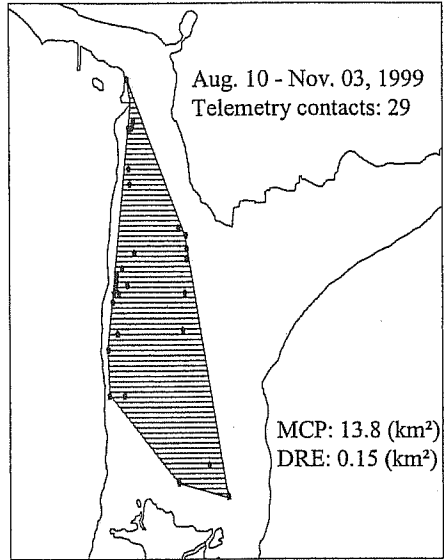 Aug. 10 - Nov. 03, 1999
Telemetry contacts: 29
MCP: 13.8 (km²)
DRE: 0.15 (km²)